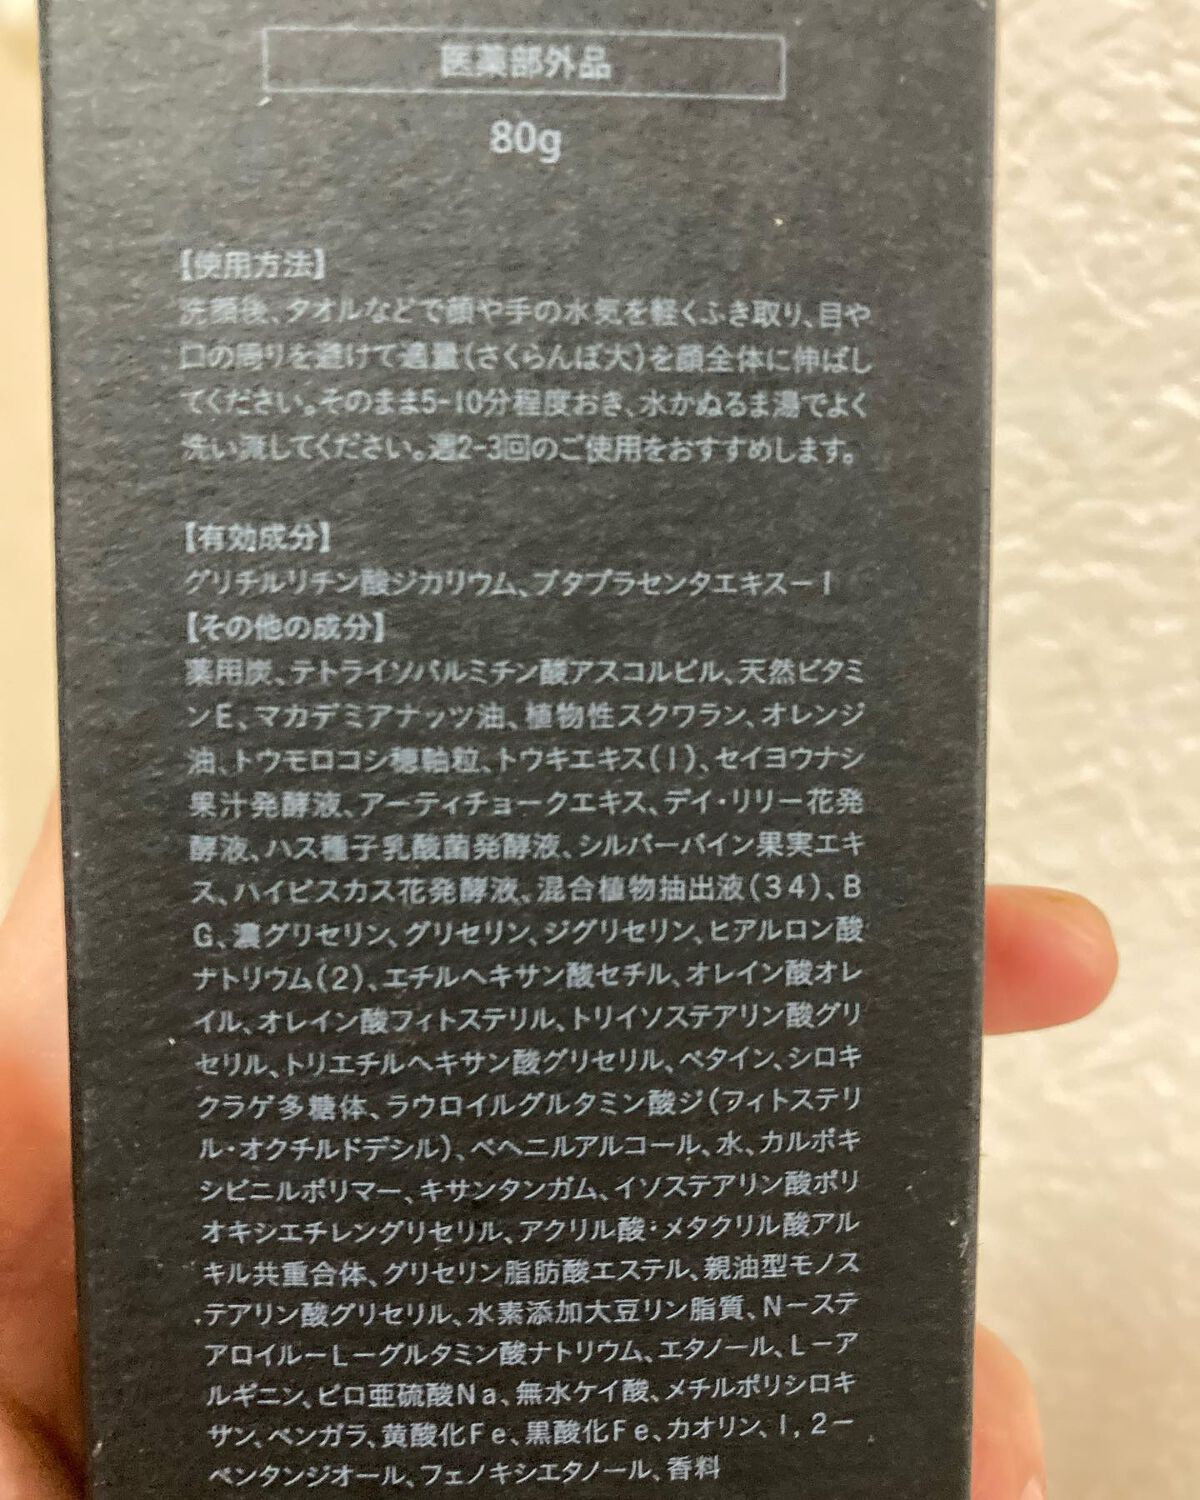 医薬部外品
80g
【使用方法】
洗顔後、タオルなどで顔や手の水気を軽くふき取り、目や
口の周りを避けて適量(さくらんぼ大)を顔全体に伸ばし
てください。そのまま5-10分程度おき、水かぬるま湯でよく
洗い流してください。週2-3回のご使用をおすすめします。
【有効成分】
グリチルリチン酸ジカリウム、ブタプラセンタエキスー1
【その他の成分】
薬用炭、テトライソパルミチン酸アスコルビル、天然ビタミ
ンE、マカデミアナッツ油、植物性スクワラン、オレンジ
油、トウモロコシ穂軸粒、トウキエキス(1)、セイヨウナシ
果汁発酵液、アーティチョークエキス、デイ・リリー花発
酵液、ハス種子乳酸菌発酵液、シルバーバイン果実エキ
ス、ハイビスカス花発酵液、混合植物抽出液(34)、B
G、濃グリセリン、グリセリン、ジグリセリン、ヒアルロン酸
ナトリウム(2)、エチルヘキサン酸セチル、オレイン酸オレ
イル、オレイン酸フィトステリル、トリイソステアリン酸グリ
セリル、トリエチルヘキサン酸グリセリル、ベタイン、シロキ
クラゲ多糖体、ラウロイルグルタミン酸ジ(フィトステリ
ル・オクチルドデシル)、ベヘニルアルコール、水、カルボキ
シビニルポリマー、キサンタンガム、イソステアリン酸ポリ
オキシエチレングリセリル、アクリル酸・メタクリル酸アル
キル共重合体、グリセリン脂肪酸エステル、親油型モノス
テアリン酸グリセリル、水素添加大豆リン脂質、Nーステ
アロイルーLーグルタミン酸ナトリウム、エタノール、Lーア
ルギニン、ピロ亜硫酸Na、無水ケイ酸、メチルポリシロキ
サン、ベンガラ、黄酸化Fe、黒酸化Fe、カオリン、1,2ー
ペンタンジオール、フェノキシエタノール、香料